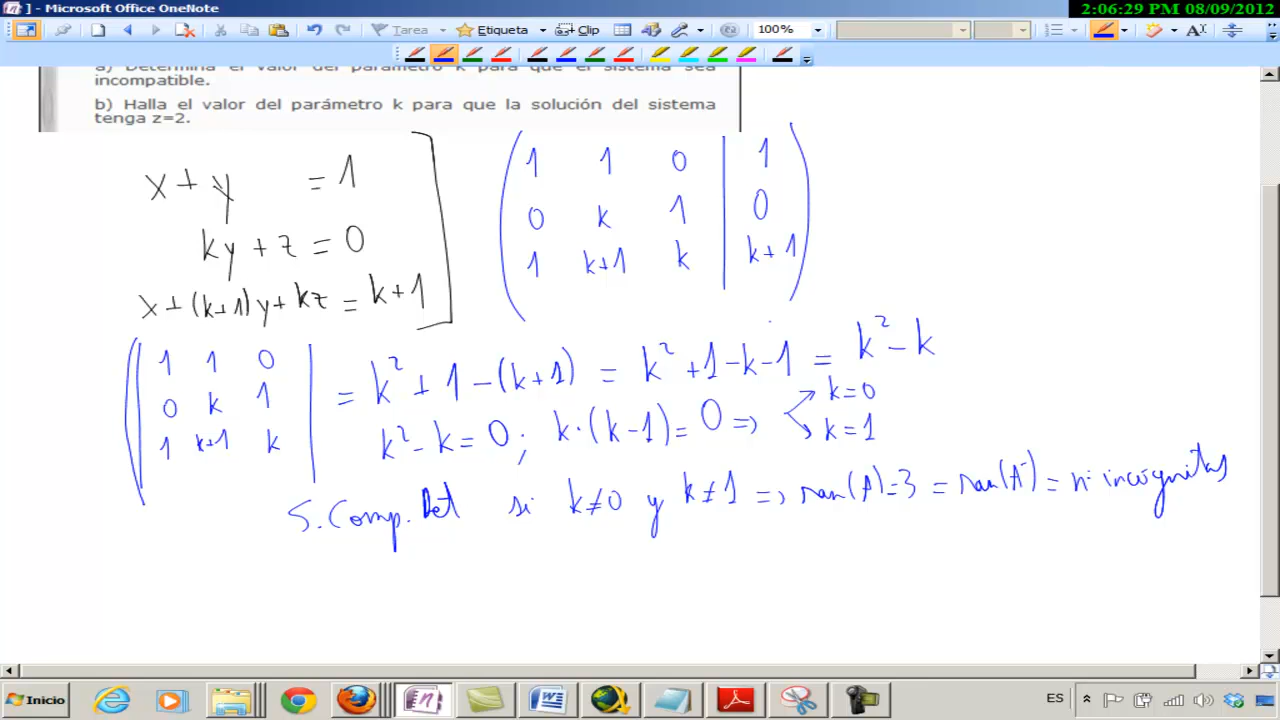 ] - Microsoft Office OneNote
2:06:29 PM 08/09/2012
Tarea Etiqueta Clip 100%
a) Determina el valor del parámetro k para que el sistema sea
incompatible.
b) Halla el valor del parámetro k para que la solución del sistema
tenga z=2.
x + y = 1
ky + z = 0
x + (k+1)y + kz = k+1
1 1 0 | 1
0 k 1 | 0
1 k+1 k | k+1
1 1 0
0 k 1
1 k+1 k
= k² + 1 - (k+1) = k² + 1 - k - 1 = k² - k
k² - k = 0; k·(k-1) = 0 => k=0
k=1
S. Comp. Det si k≠0 y k≠1 => ran(A)=3 = ran(A*) = nº incógnitas
Inicio
ES